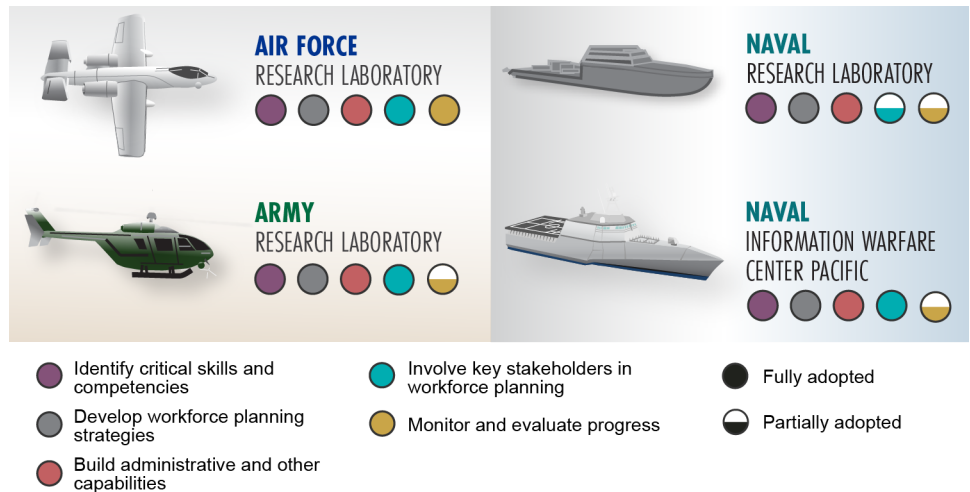 AIR FORCE
RESEARCH LABORATORY
NAVAL
RESEARCH LABORATORY
ARMY
RESEARCH LABORATORY
NAVAL
INFORMATION WARFARE
CENTER PACIFIC
Identify critical skills and
competencies
Develop workforce planning
strategies
Build administrative and other
capabilities
Involve key stakeholders in
workforce planning
Monitor and evaluate progress
Fully adopted
Partially adopted